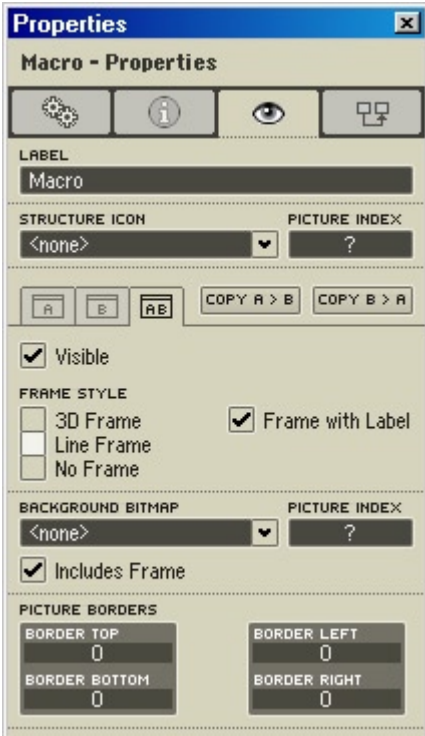 Properties
Macro - Properties
LABEL
Macro
STRUCTURE ICON PICTURE INDEX
<none> ?
A B AB COPY A > B COPY B > A
Visible
FRAME STYLE
3D Frame Frame with Label
Line Frame
No Frame
BACKGROUND BITMAP PICTURE INDEX
<none> ?
Includes Frame
PICTURE BORDERS
BORDER TOP BORDER LEFT
0 0
BORDER BOTTOM BORDER RIGHT
0 0